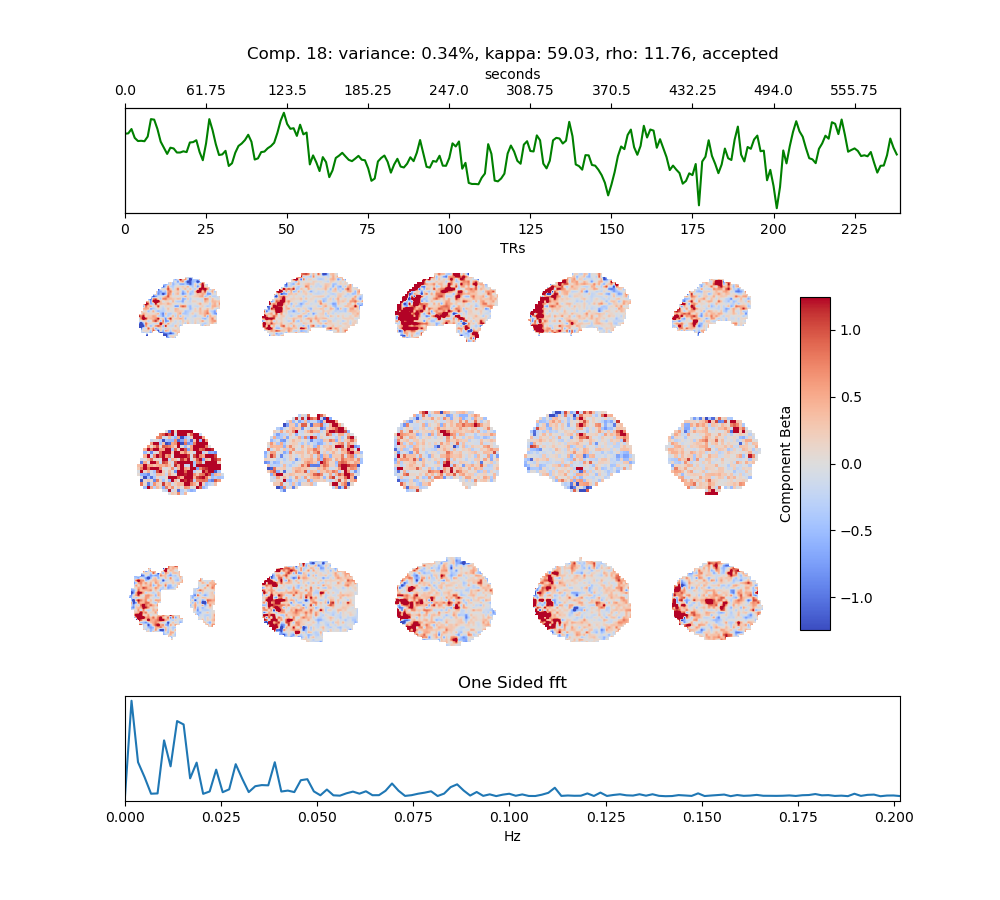 Comp. 18: variance: 0.34%, kappa: 59.03, rho: 11.76, accepted
seconds
0.0 61.75 123.5 185.25 247.0 308.75 370.5 432.25 494.0 555.75
0 25 50 75 100 125 150 175 200 225
TRs
1.0
0.5
0.0
−0.5
−1.0
Component Beta
One Sided fft
0.000 0.025 0.050 0.075 0.100 0.125 0.150 0.175 0.200
Hz